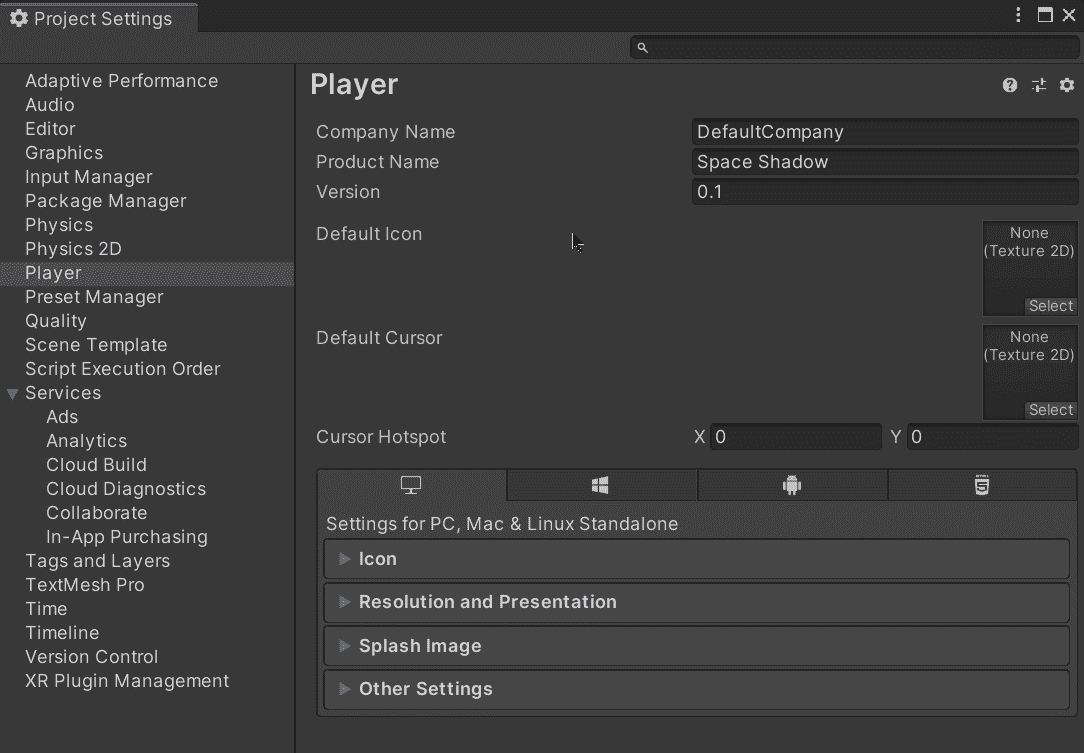 Project Settings
Adaptive Performance
Audio
Editor
Graphics
Input Manager
Package Manager
Physics
Physics 2D
Player
Preset Manager
Quality
Scene Template
Script Execution Order
Services
Ads
Analytics
Cloud Build
Cloud Diagnostics
Collaborate
In-App Purchasing
Tags and Layers
TextMesh Pro
Time
Timeline
Version Control
XR Plugin Management
Player
Company Name DefaultCompany
Product Name Space Shadow
Version 0.1
Default Icon
None
(Texture 2D)
Select
Default Cursor
None
(Texture 2D)
Select
Cursor Hotspot X 0 Y 0
Settings for PC, Mac & Linux Standalone
Icon
Resolution and Presentation
Splash Image
Other Settings